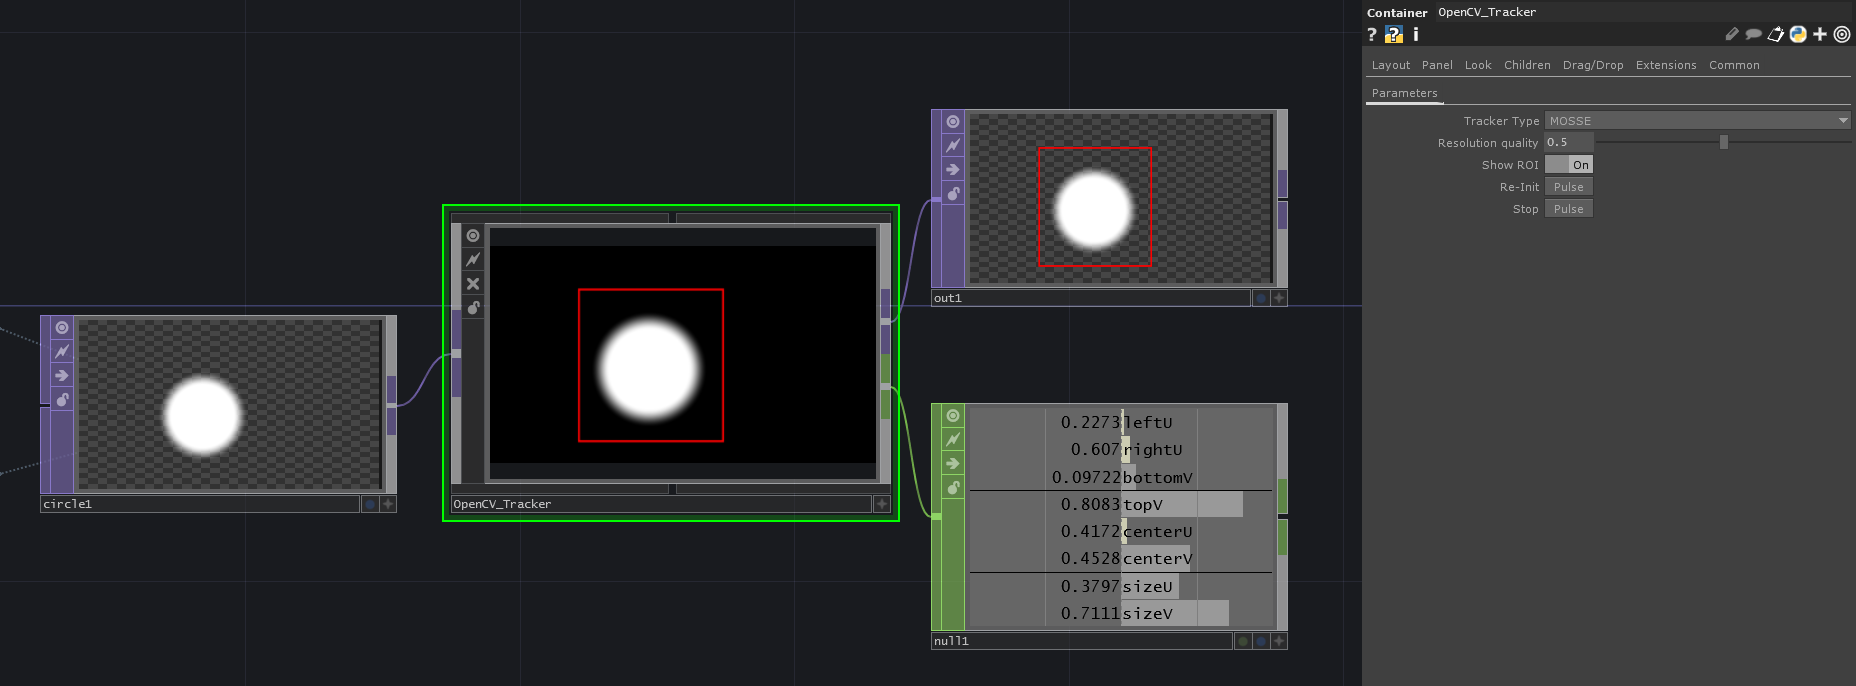 circle1
OpenCV_Tracker
out1
0.2273 leftU
0.607 rightU
0.09722 bottomV
0.8083 topV
0.4172 centerU
0.4528 centerV
0.3797 sizeU
0.7111 sizeV
null1
Container OpenCV_Tracker
? ? i
Layout Panel Look Children Drag/Drop Extensions Common
Parameters
Tracker Type MOSSE
Resolution quality 0.5
Show ROI On
Re-Init Pulse
Stop Pulse